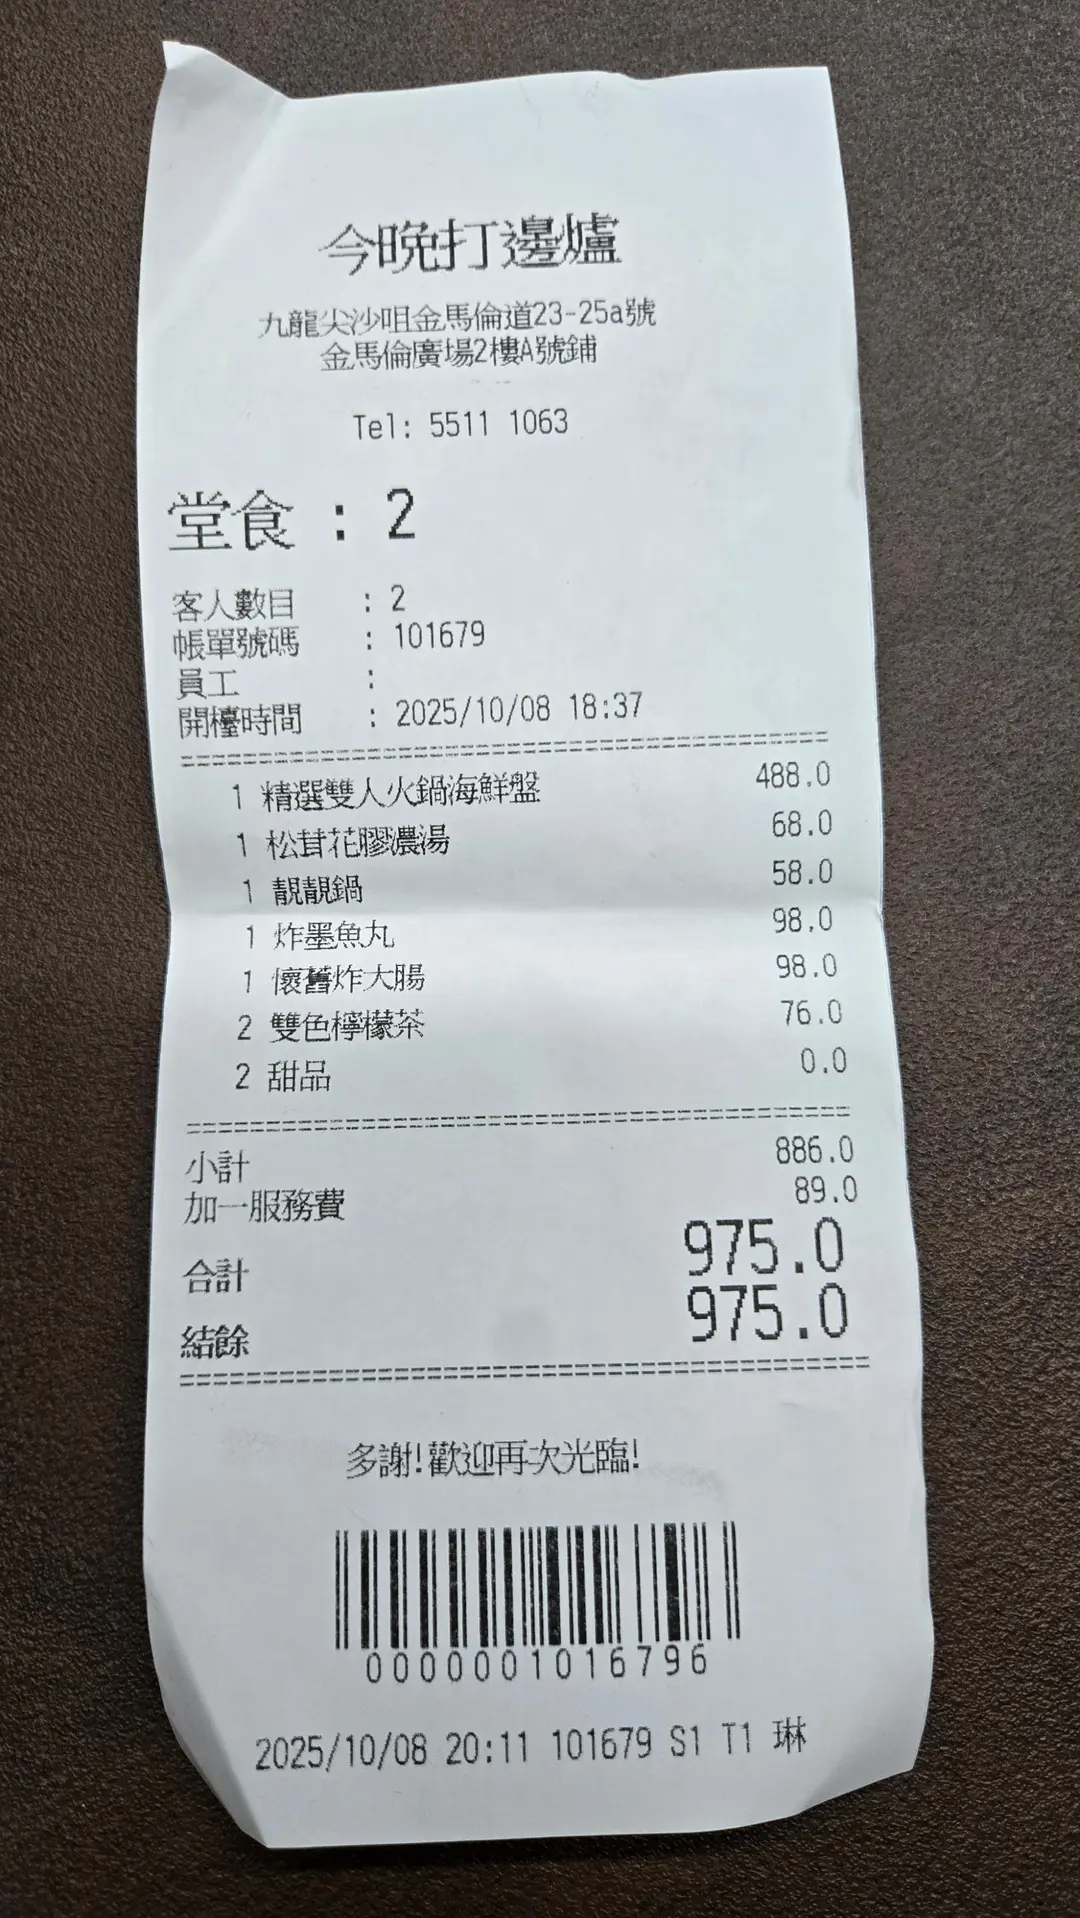 今晚打邊爐
九龍尖沙咀金馬倫道23-25a號
金馬倫廣場2樓A號鋪
Tel: 5511 1063
堂食 : 2
客人數目 : 2
帳單號碼 : 101679
員工 :
開檯時間 : 2025/10/08 18:37
1 精選雙人火鍋海鮮盤 488.0
1 松茸花膠濃湯 68.0
1 靚靚鍋 58.0
1 炸墨魚丸 98.0
1 懷舊炸大腸 98.0
2 雙色檸檬茶 76.0
2 甜品 0.0
小計 886.0
加一服務費 89.0
合計 975.0
結餘 975.0
多謝!歡迎再次光臨!
0000001016796
2025/10/08 20:11 101679 S1 T1 琳